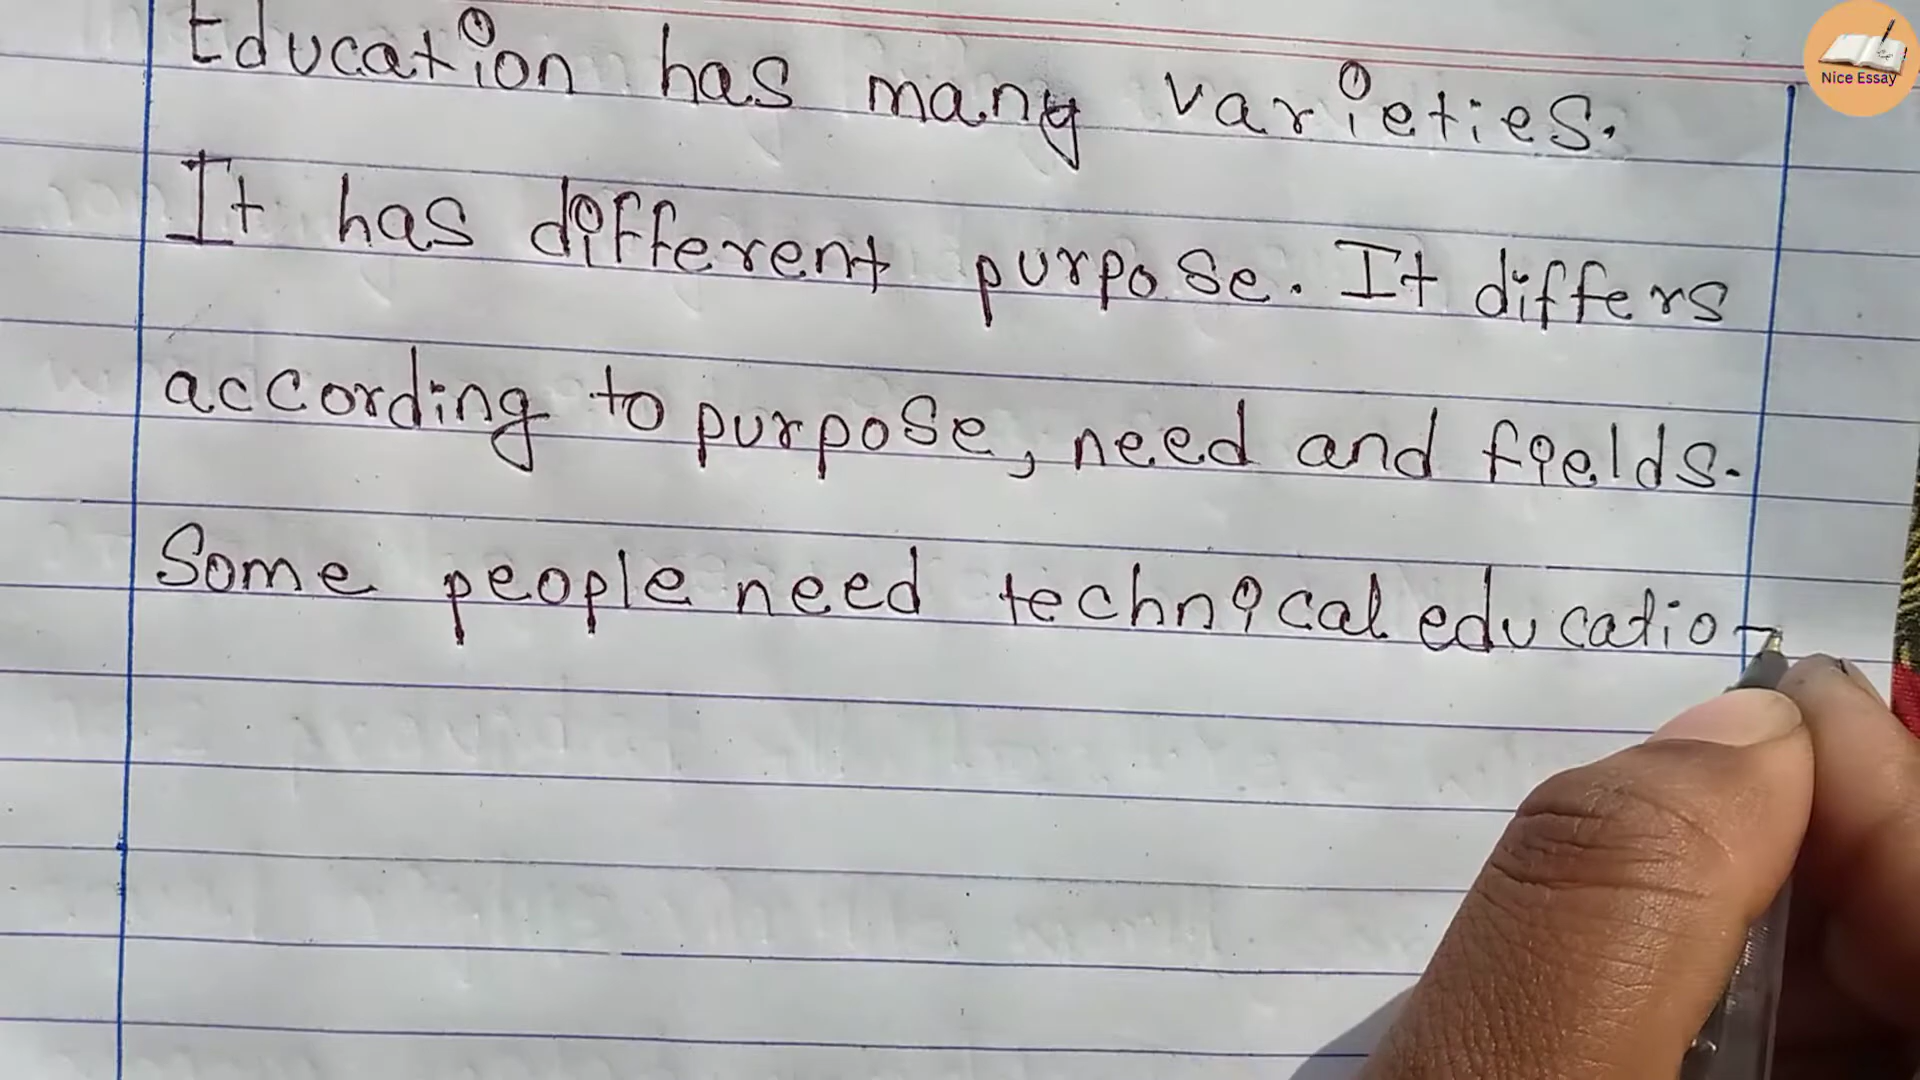 Education has many varieties.
It has different purpose. It differs
according to purpose, need and fields.
Some people need technical educatio
Nice Essay